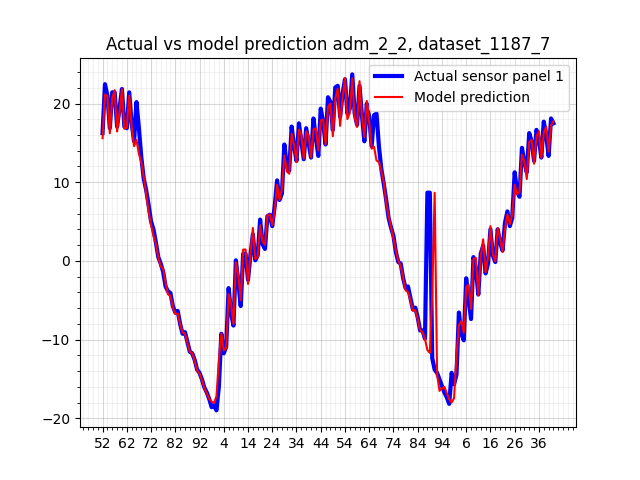 Actual vs model prediction adm_2_2, dataset_1187_7
Actual sensor panel 1
Model prediction
20
10
0
−10
−20
52 62 72 82 92 4 14 24 34 44 54 64 74 84 94 6 16 26 36